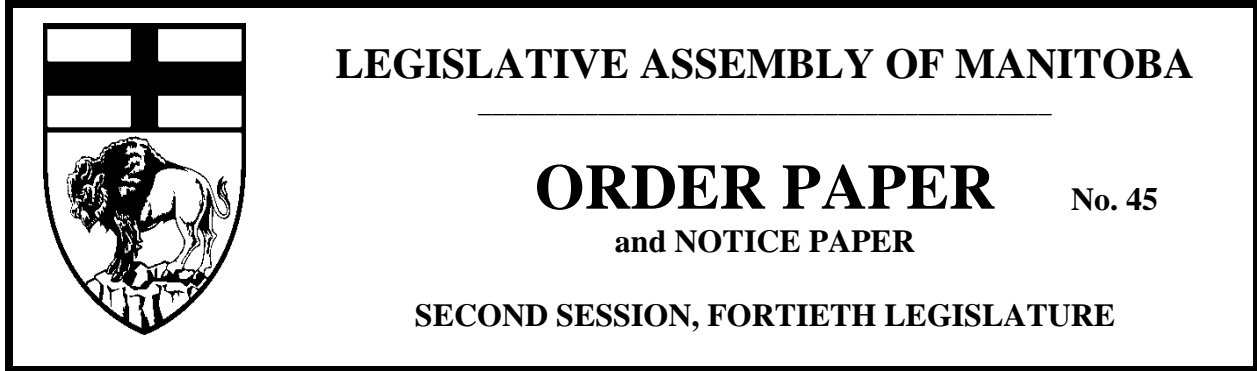 LEGISLATIVE ASSEMBLY OF MANITOBA
ORDER PAPER No. 45
and NOTICE PAPER
SECOND SESSION, FORTIETH LEGISLATURE